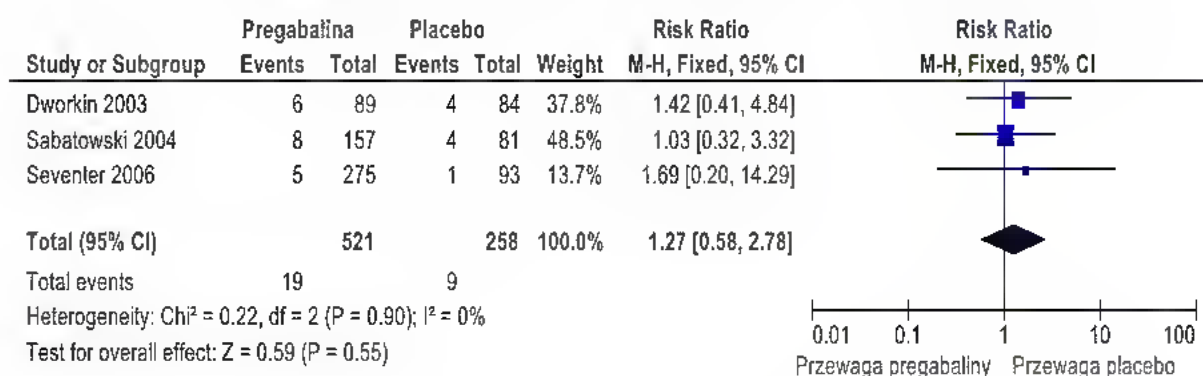 Pregabalina Placebo Risk Ratio Risk Ratio
Study or Subgroup Events Total Events Total Weight M-H, Fixed, 95% CI M-H, Fixed, 95% CI
Dworkin 2003 6 89 4 84 37.8% 1.42 [0.41, 4.84]
Sabatowski 2004 8 157 4 81 48.5% 1.03 [0.32, 3.32]
Seventer 2006 5 275 1 93 13.7% 1.69 [0.20, 14.29]
Total (95% CI) 521 258 100.0% 1.27 [0.58, 2.78]
Total events 19 9
Heterogeneity: Chi² = 0.22, df = 2 (P = 0.90); I² = 0%
Test for overall effect: Z = 0.59 (P = 0.55)
0.01 0.1 1 10 100
Przewaga pregabaliny Przewaga placebo